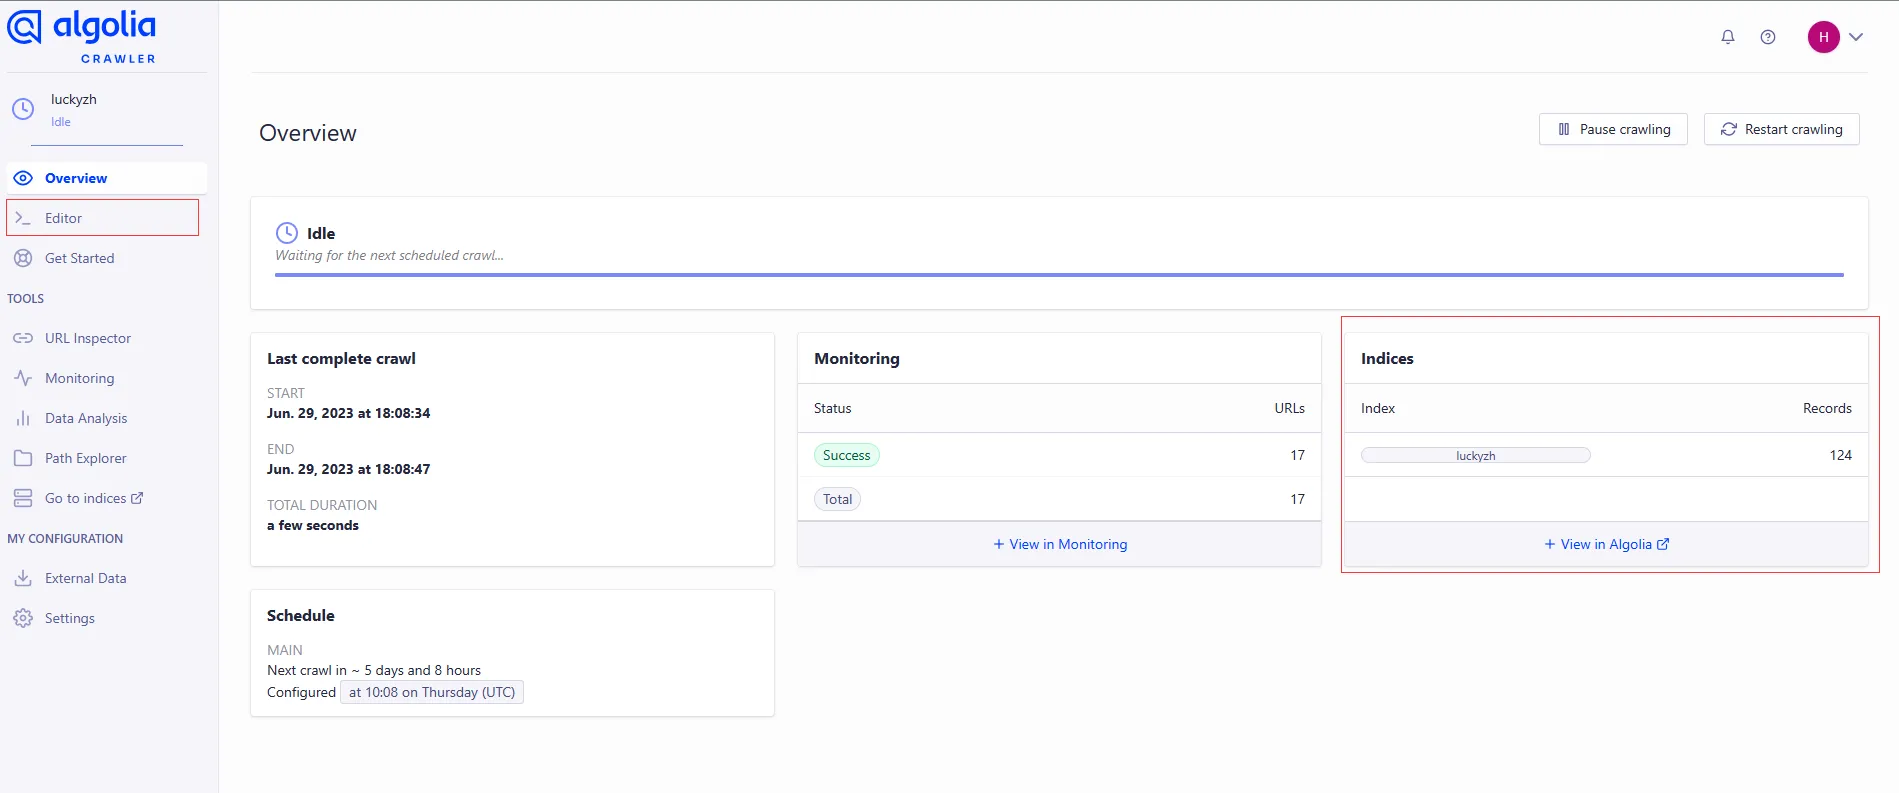 algolia
CRAWLER
luckyzh
Idle
Overview
Editor
Get Started
TOOLS
URL Inspector
Monitoring
Data Analysis
Path Explorer
Go to indices
MY CONFIGURATION
External Data
Settings
H
Overview
Pause crawling
Restart crawling
Idle
Waiting for the next scheduled crawl...
Last complete crawl
START
Jun. 29, 2023 at 18:08:34
END
Jun. 29, 2023 at 18:08:47
TOTAL DURATION
a few seconds
Monitoring
Status URLs
Success 17
Total 17
+ View in Monitoring
Indices
Index Records
luckyzh 124
+ View in Algolia
Schedule
MAIN
Next crawl in ~ 5 days and 8 hours
Configured at 10:08 on Thursday (UTC)